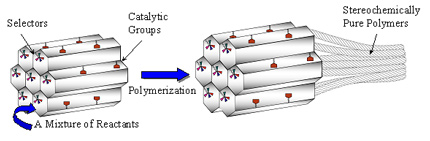 Selectors
Catalytic
Groups
Stereochemically
Pure Polymers
Polymerization
A Mixture of Reactants